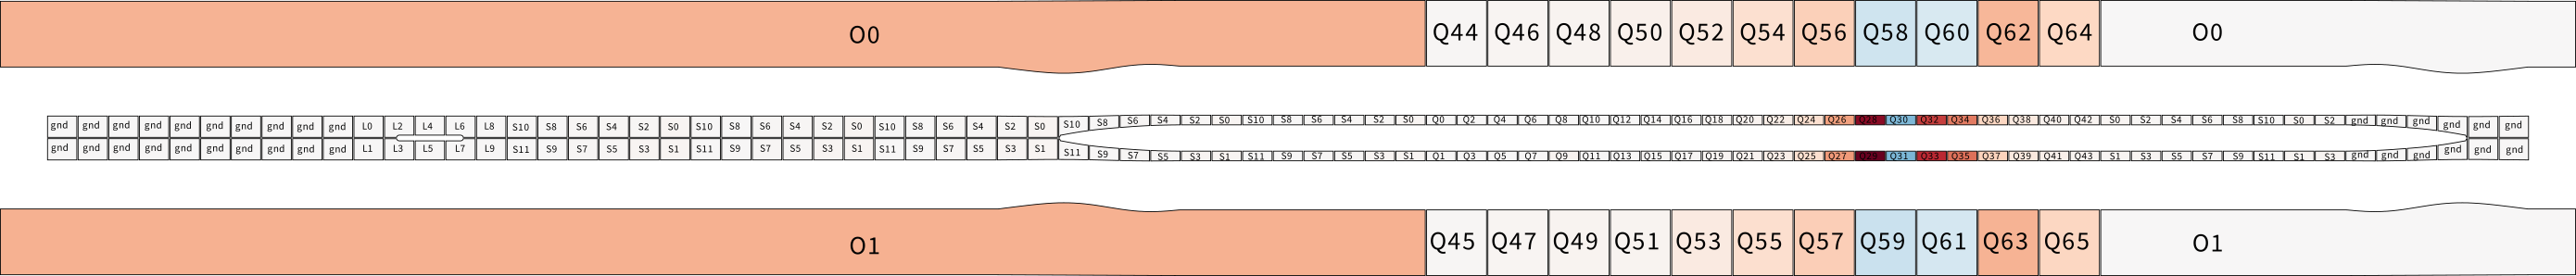 O0 Q44 Q46 Q48 Q50 Q52 Q54 Q56 Q58 Q60 Q62 Q64 O0
gnd gnd gnd gnd gnd gnd gnd gnd gnd gnd L0 L2 L4 L6 L8 S10 S8 S6 S4 S2 S0 S10 S8 S6 S4 S2 S0 S10 S8 S6 S4 S2 S0 S10 S8 S6 S4 S2 S0 S10 S8 S6 S4 S2 S0 Q0 Q2 Q4 Q6 Q8 Q10 Q12 Q14 Q16 Q18 Q20 Q22 Q24 Q26 Q28 Q30 Q32 Q34 Q36 Q38 Q40 Q42 S0 S2 S4 S6 S8 S10 S0 S2 gnd gnd gnd gnd gnd gnd
gnd gnd gnd gnd gnd gnd gnd gnd gnd gnd L1 L3 L5 L7 L9 S11 S9 S7 S5 S3 S1 S11 S9 S7 S5 S3 S1 S11 S9 S7 S5 S3 S1 S11 S9 S7 S5 S3 S1 S11 S9 S7 S5 S3 S1 Q1 Q3 Q5 Q7 Q9 Q11 Q13 Q15 Q17 Q19 Q21 Q23 Q25 Q27 Q29 Q31 Q33 Q35 Q37 Q39 Q41 Q43 S1 S3 S5 S7 S9 S11 S1 S3 gnd gnd gnd gnd gnd gnd
O1 Q45 Q47 Q49 Q51 Q53 Q55 Q57 Q59 Q61 Q63 Q65 O1